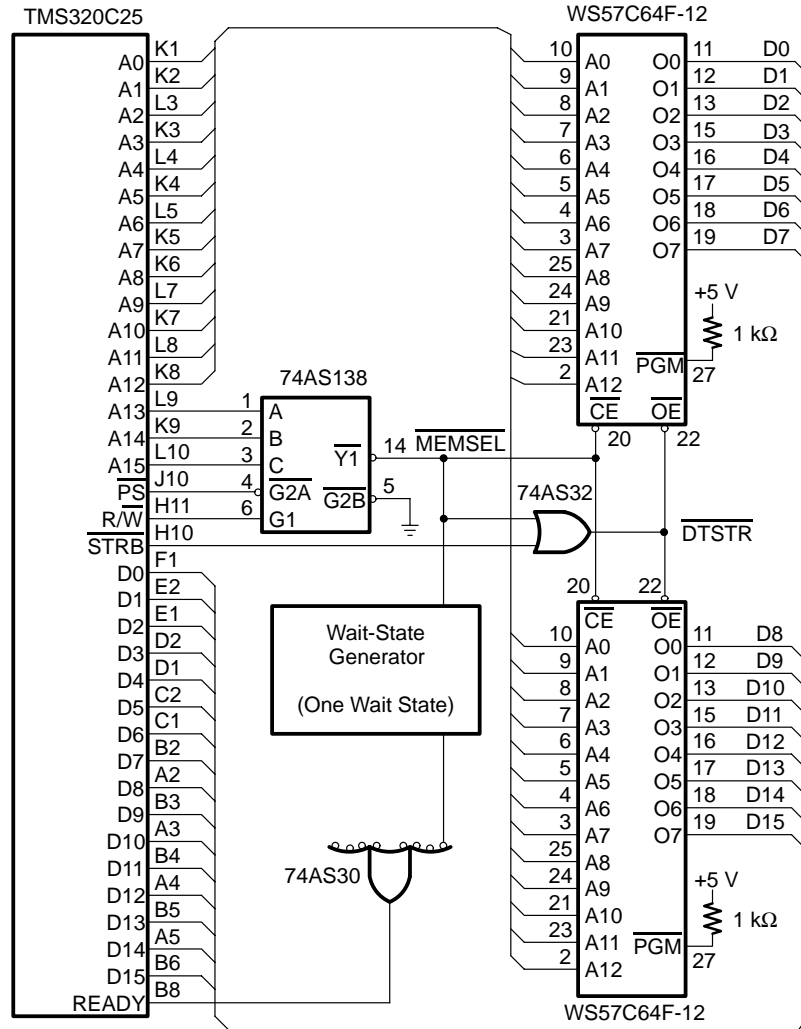 TMS320C25
A0 K1
A1 K2
A2 L3
A3 K3
A4 L4
A5 K4
A6 L5
A7 K5
A8 K6
A9 L7
A10 K7
A11 L8
A12 K8
A13 L9
A14 K9
A15 L10
PS J10
R/W H11
STRB H10
D0 F1
D1 E2
D2 E1
D3 D2
D4 D1
D5 C2
D6 C1
D7 B2
D8 A2
D9 B3
D10 A3
D11 B4
D12 A4
D13 B5
D14 A5
D15 B6
READY B8
74AS138
1 A
2 B
3 C
4 G2A
6 G1
Y1 14
G2B 5
MEMSEL
74AS32
DTSTR
Wait-State
Generator
(One Wait State)
74AS30
WS57C64F-12
10 A0 O0 11 D0
9 A1 O1 12 D1
8 A2 O2 13 D2
7 A3 O3 15 D3
6 A4 O4 16 D4
5 A5 O5 17 D5
4 A6 O6 18 D6
3 A7 O7 19 D7
25 A8
24 A9
21 A10
23 A11
2 A12
+5 V
1 kΩ
PGM 27
CE OE
20 22
20 22
CE OE
10 A0 O0 11 D8
9 A1 O1 12 D9
8 A2 O2 13 D10
7 A3 O3 15 D11
6 A4 O4 16 D12
5 A5 O5 17 D13
4 A6 O6 18 D14
3 A7 O7 19 D15
25 A8
24 A9
21 A10
23 A11
2 A12
+5 V
1 kΩ
PGM 27
WS57C64F-12